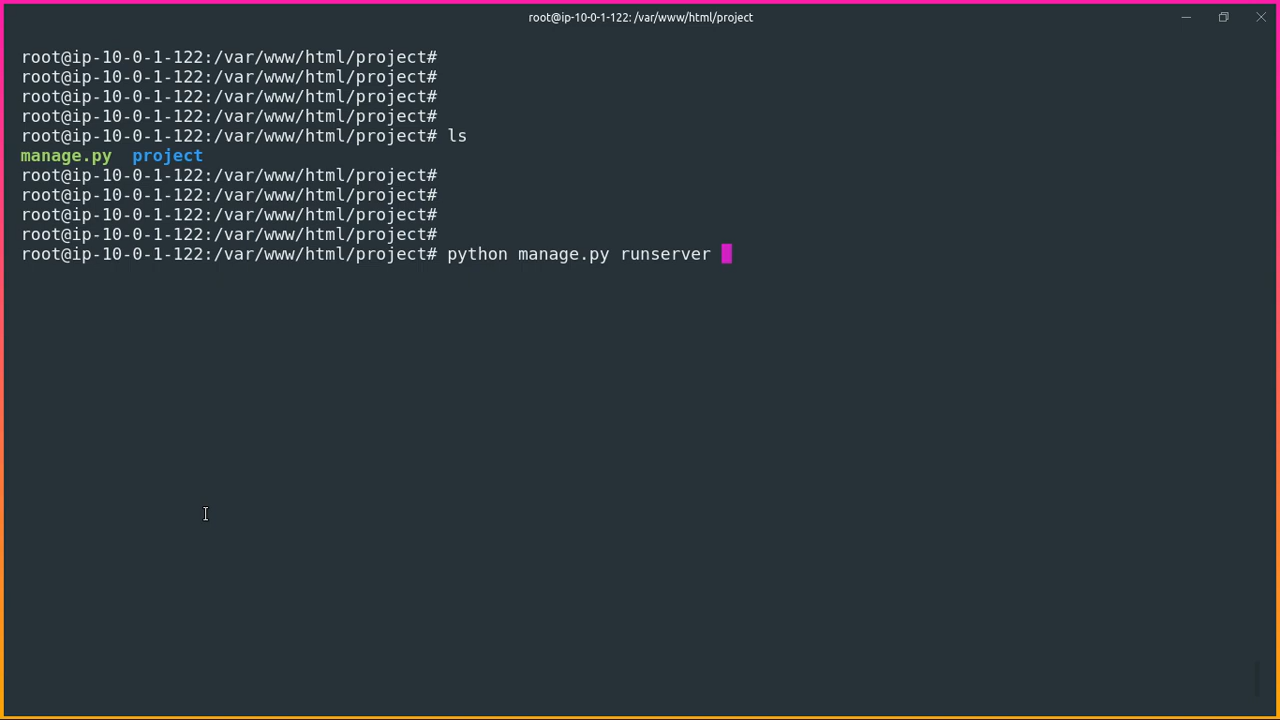 root@ip-10-0-1-122: /var/www/html/project
root@ip-10-0-1-122:/var/www/html/project#
root@ip-10-0-1-122:/var/www/html/project#
root@ip-10-0-1-122:/var/www/html/project#
root@ip-10-0-1-122:/var/www/html/project#
root@ip-10-0-1-122:/var/www/html/project# ls
manage.py  project
root@ip-10-0-1-122:/var/www/html/project#
root@ip-10-0-1-122:/var/www/html/project#
root@ip-10-0-1-122:/var/www/html/project#
root@ip-10-0-1-122:/var/www/html/project#
root@ip-10-0-1-122:/var/www/html/project# python manage.py runserver